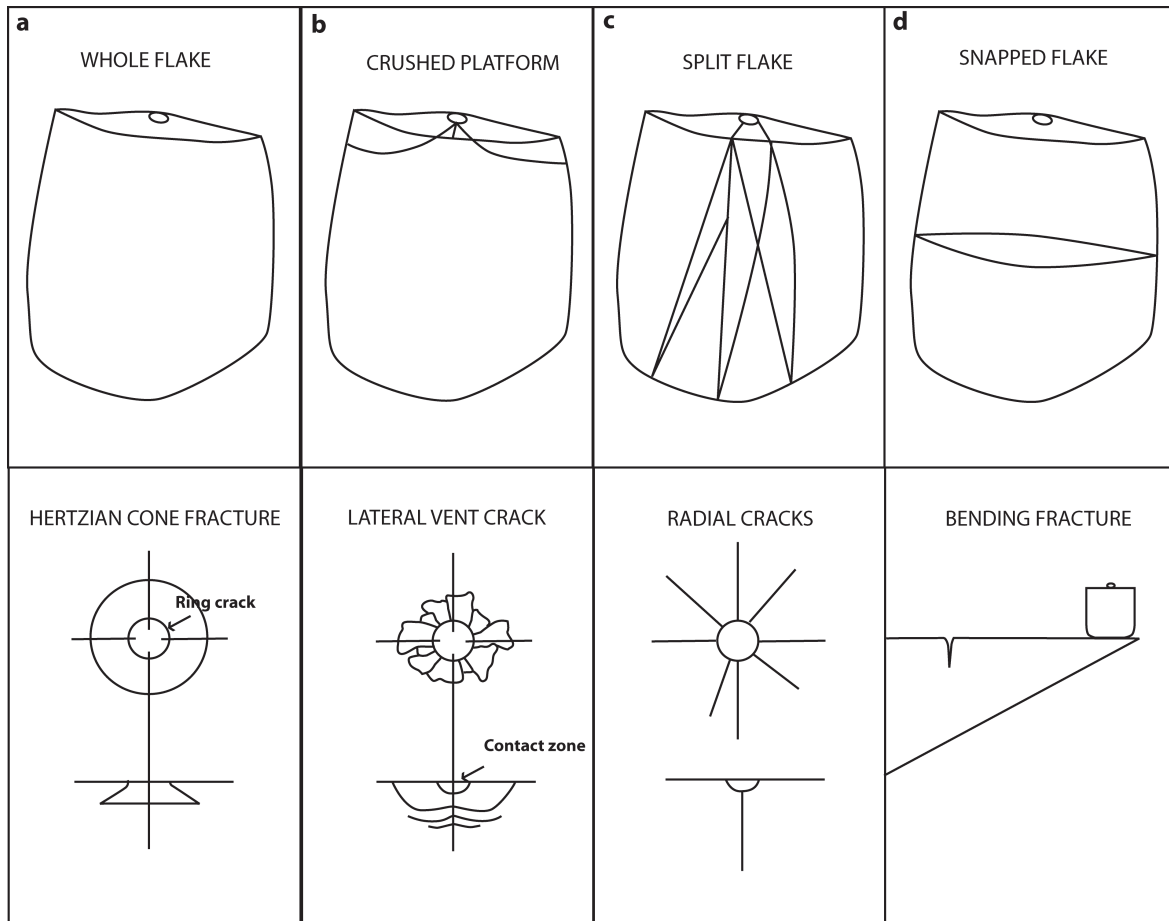 a
WHOLE FLAKE
b
CRUSHED PLATFORM
c
SPLIT FLAKE
d
SNAPPED FLAKE
HERTZIAN CONE FRACTURE
Ring crack
LATERAL VENT CRACK
Contact zone
RADIAL CRACKS
BENDING FRACTURE